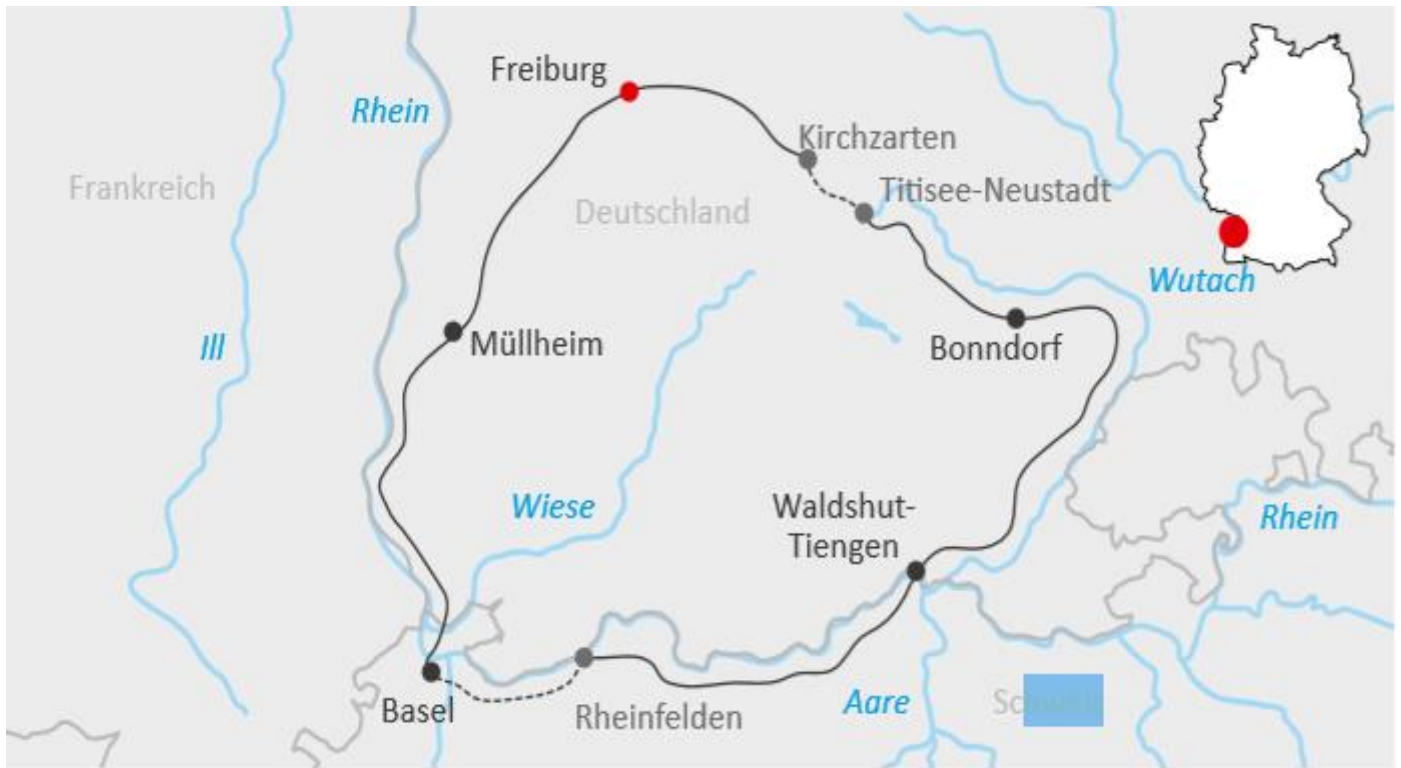 Freiburg
Rhein
Kirchzarten
Frankreich
Titisee-Neustadt
Deutschland
Wutach
Müllheim
Ill
Bonndorf
Wiese
Waldshut-
Tiengen
Rhein
Basel
Rheinfelden
Aare